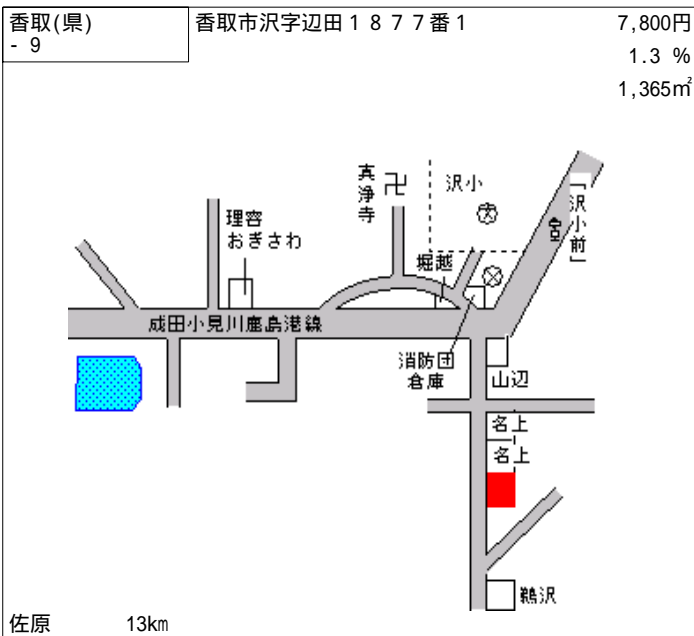 香取(県)
- 9
香取市沢字辺田1877番1
7,800円
1.3 %
1,365㎡
真浄寺
沢小
「沢小前」
理容
おぎさわ
堀越
成田小見川鹿島港線
消防団
倉庫
山辺
名上
名上
鵜沢
佐原 13km